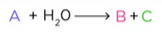 A + H₂O ⟶ B + C